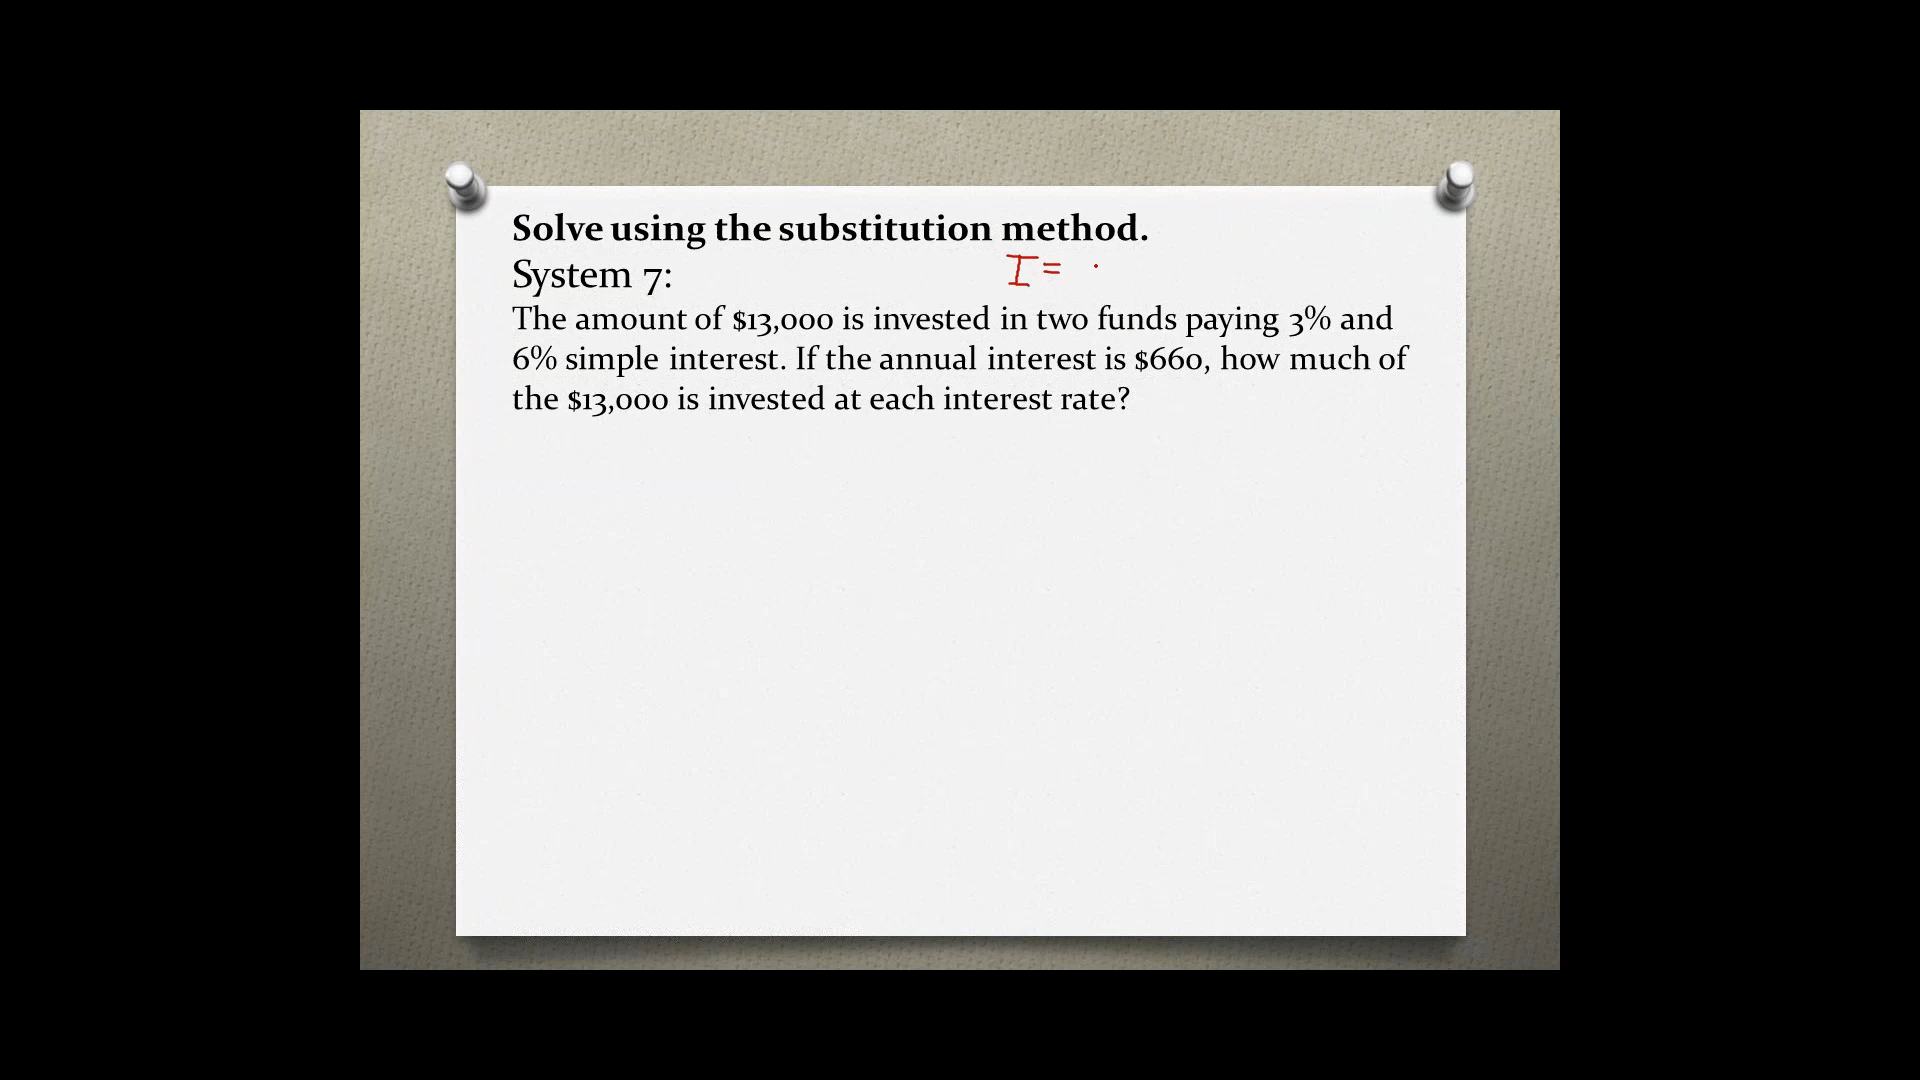 Solve using the substitution method.
System 7:
I =
The amount of $13,000 is invested in two funds paying 3% and
6% simple interest. If the annual interest is $660, how much of
the $13,000 is invested at each interest rate?